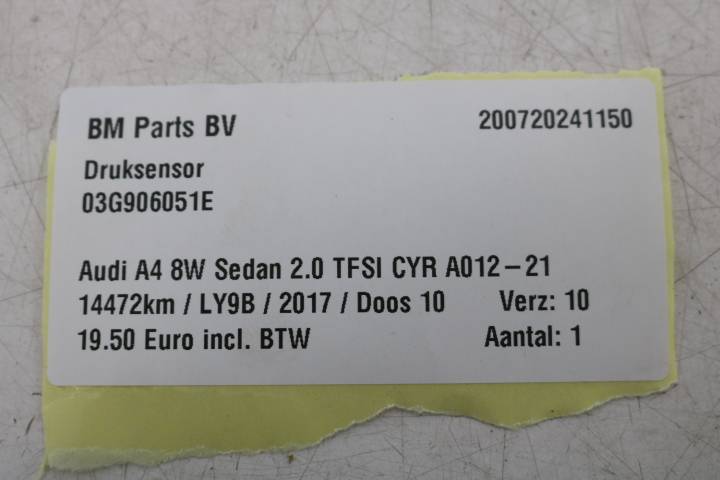 BM Parts BV 200720241150
Druksensor
03G906051E
Audi A4 8W Sedan 2.0 TFSI CYR A012-21
14472km / LY9B / 2017 / Doos 10 Verz: 10
19.50 Euro incl. BTW Aantal: 1